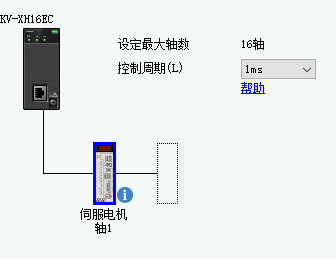 KV-XH16EC
设定最大轴数 16轴
控制周期(L) 1ms
帮助
伺服电机
轴1